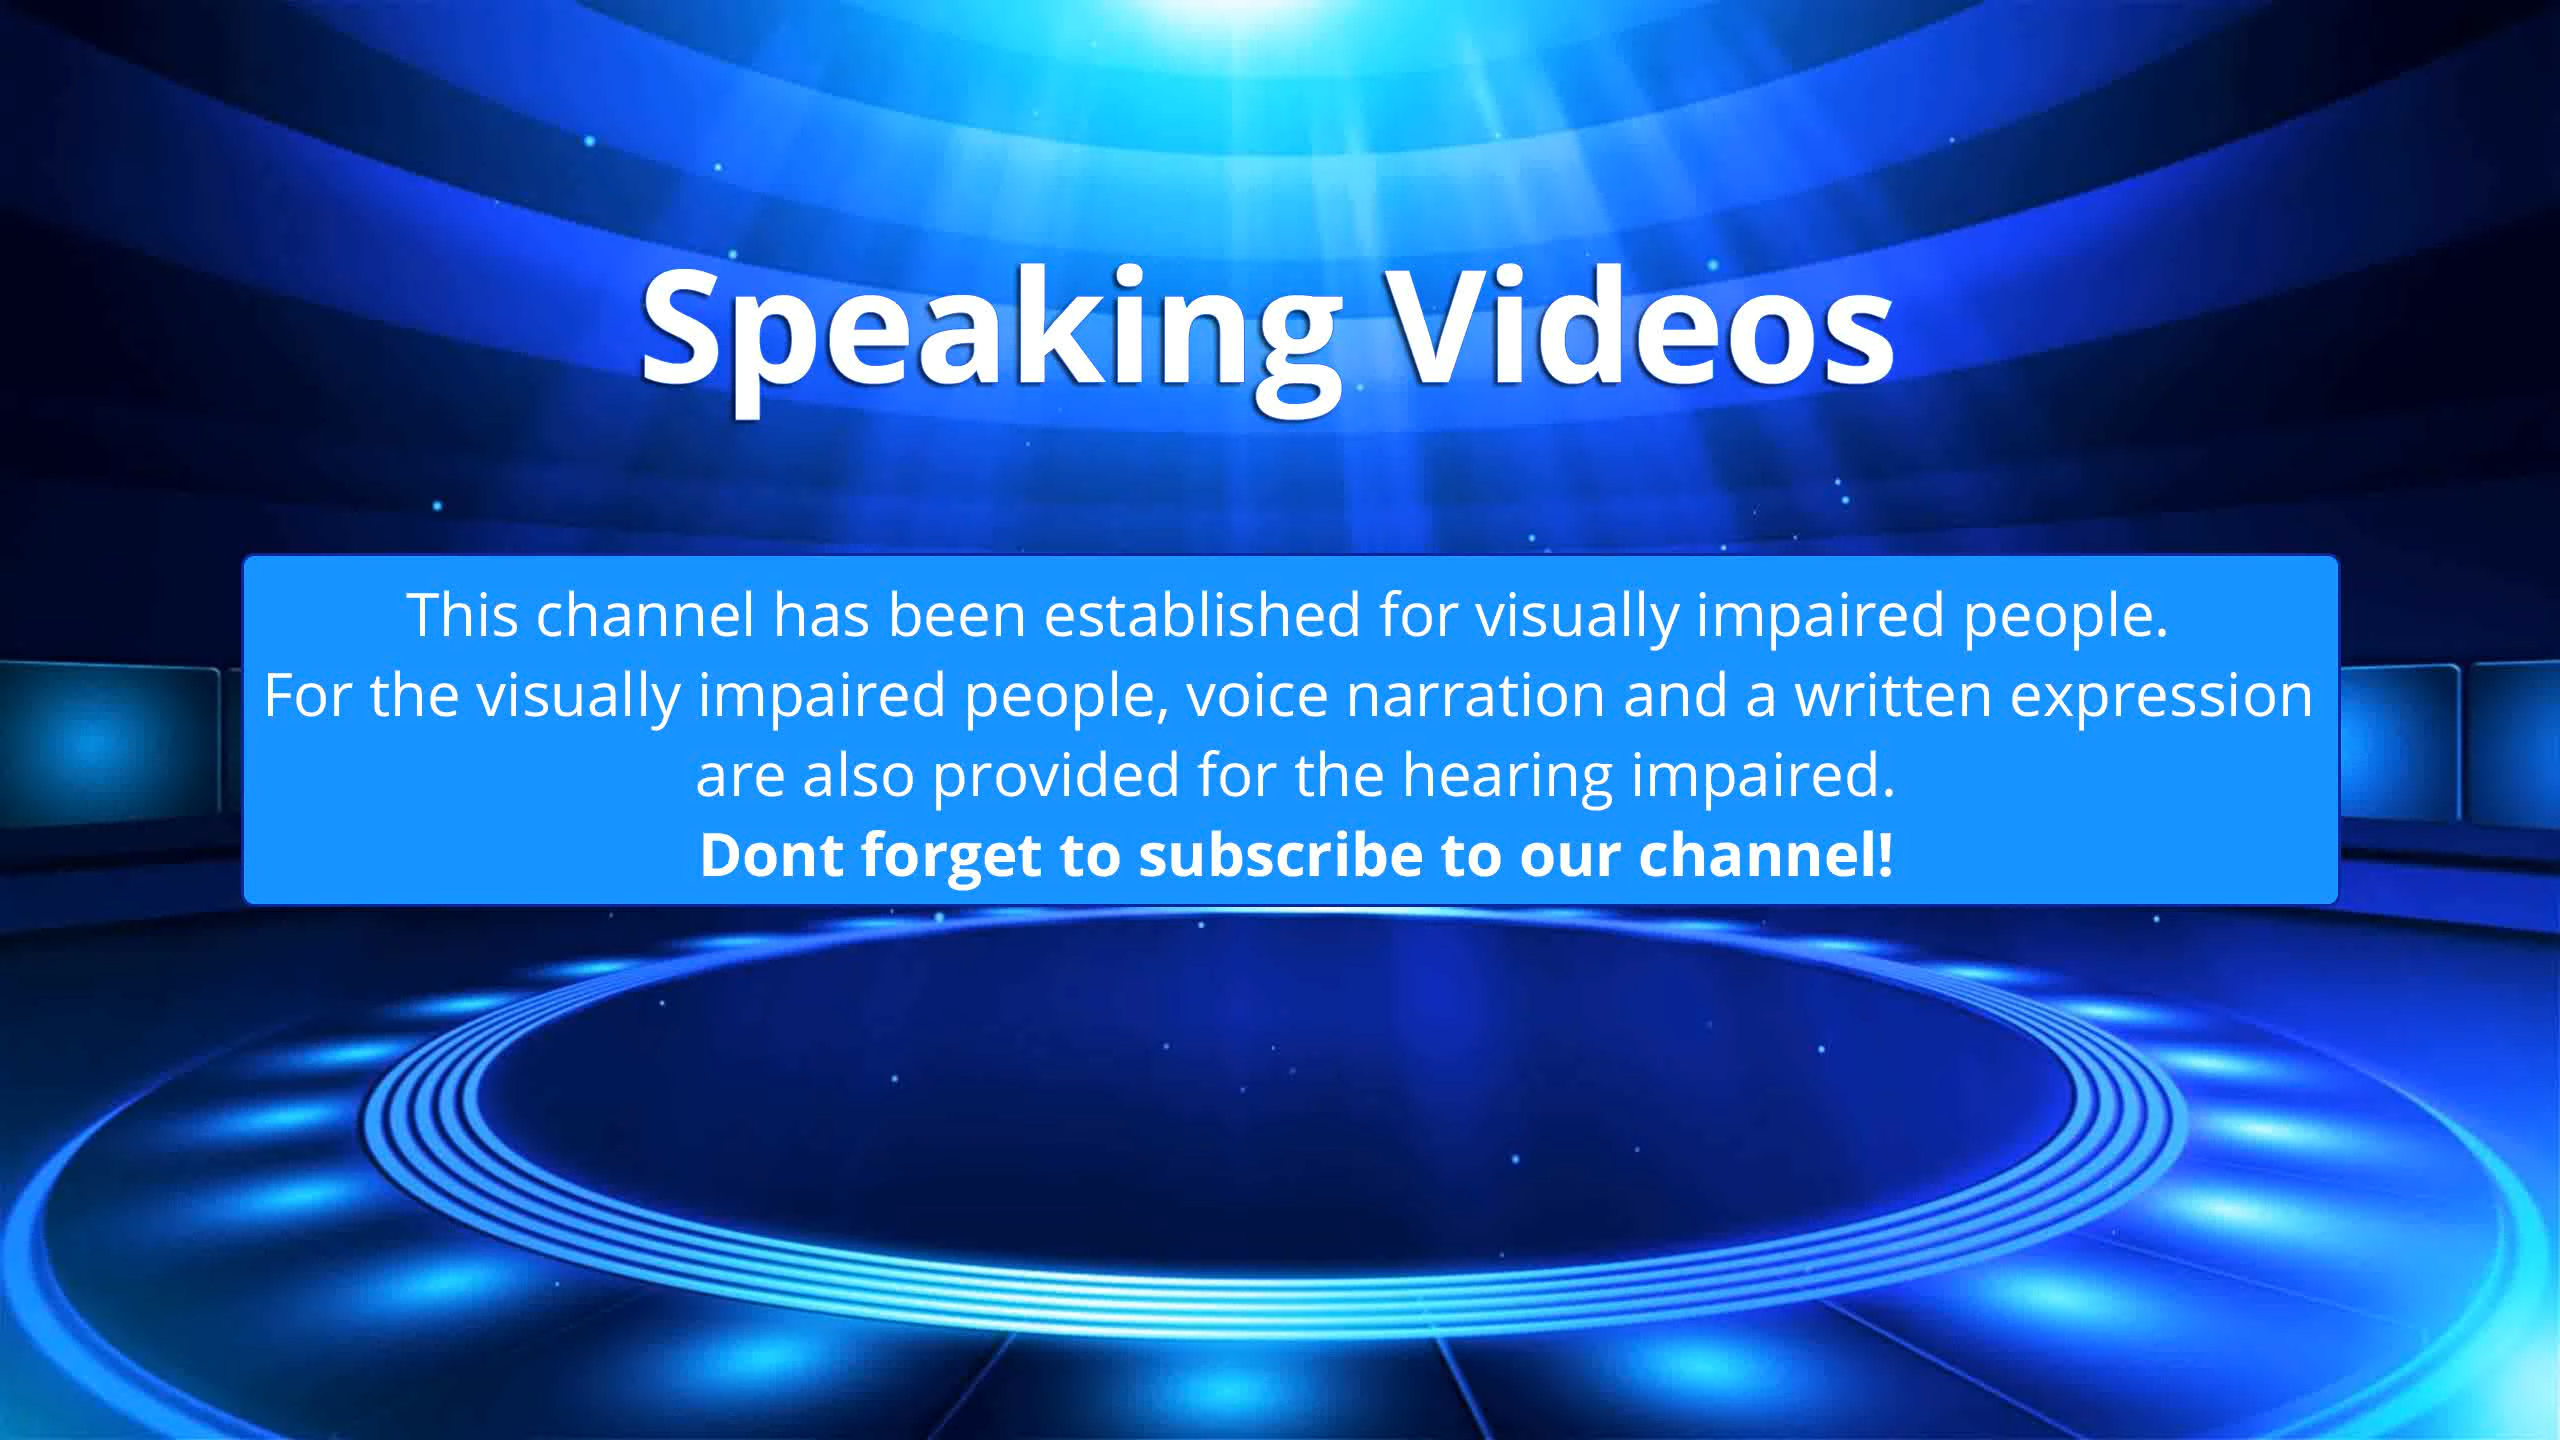 Speaking Videos
This channel has been established for visually impaired people.
For the visually impaired people, voice narration and a written expression
are also provided for the hearing impaired.
Dont forget to subscribe to our channel!